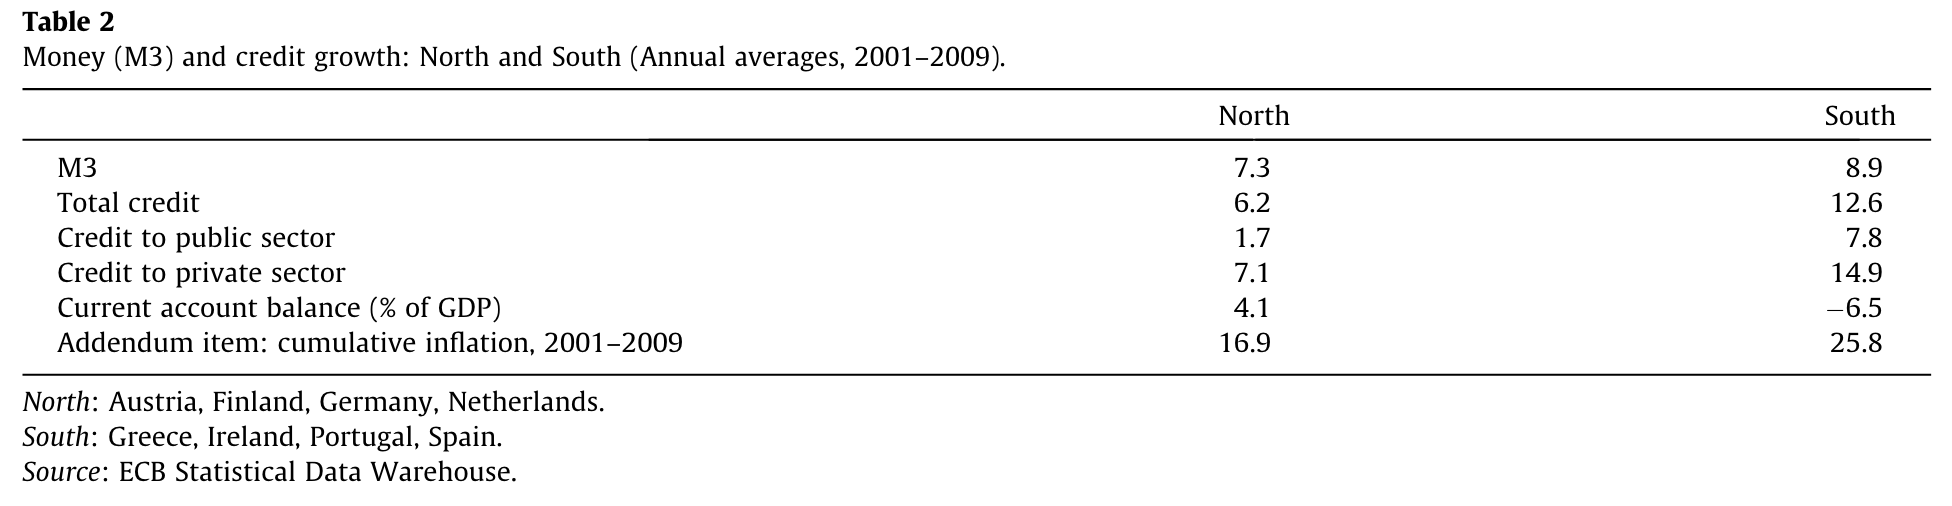 Table 2
Money (M3) and credit growth: North and South (Annual averages, 2001–2009).
North South
M3 7.3 8.9
Total credit 6.2 12.6
Credit to public sector 1.7 7.8
Credit to private sector 7.1 14.9
Current account balance (% of GDP) 4.1 −6.5
Addendum item: cumulative inflation, 2001–2009 16.9 25.8
North: Austria, Finland, Germany, Netherlands.
South: Greece, Ireland, Portugal, Spain.
Source: ECB Statistical Data Warehouse.